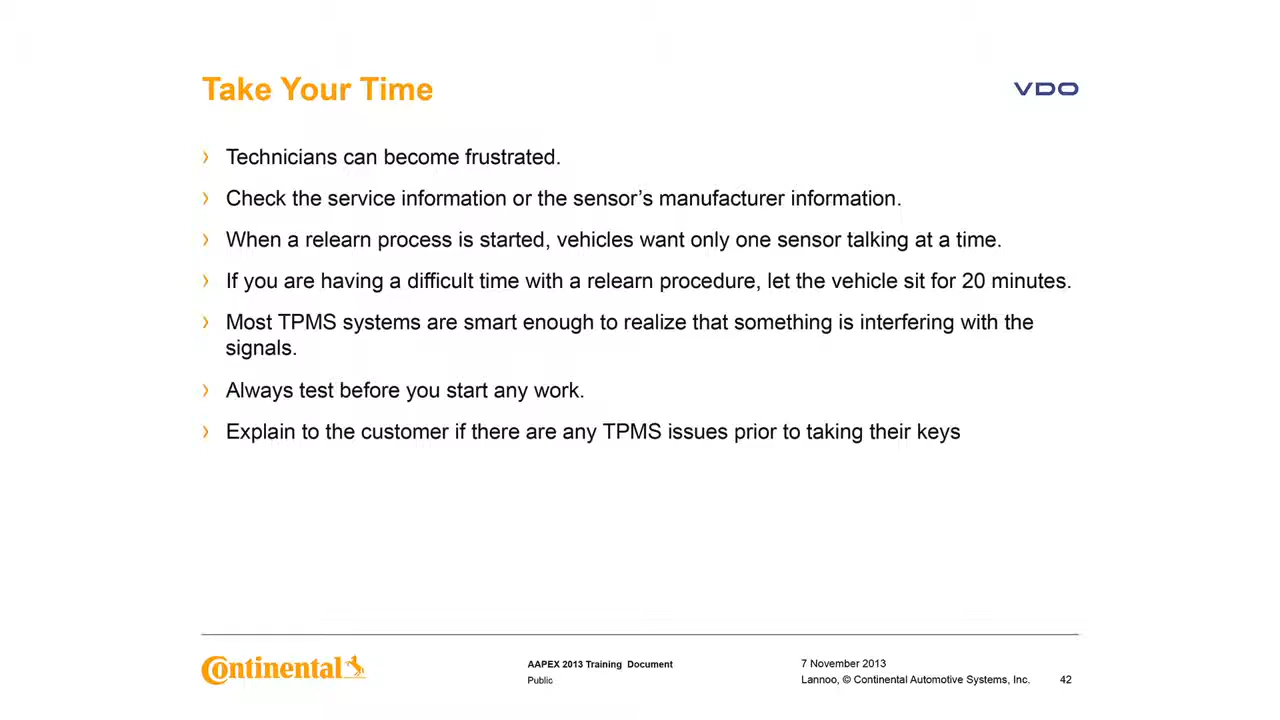 Take Your Time
VDO
› Technicians can become frustrated.
› Check the service information or the sensor’s manufacturer information.
› When a relearn process is started, vehicles want only one sensor talking at a time.
› If you are having a difficult time with a relearn procedure, let the vehicle sit for 20 minutes.
› Most TPMS systems are smart enough to realize that something is interfering with the
signals.
› Always test before you start any work.
› Explain to the customer if there are any TPMS issues prior to taking their keys
Continental
AAPEX 2013 Training Document
Public
7 November 2013
Lannoo, © Continental Automotive Systems, Inc.
42